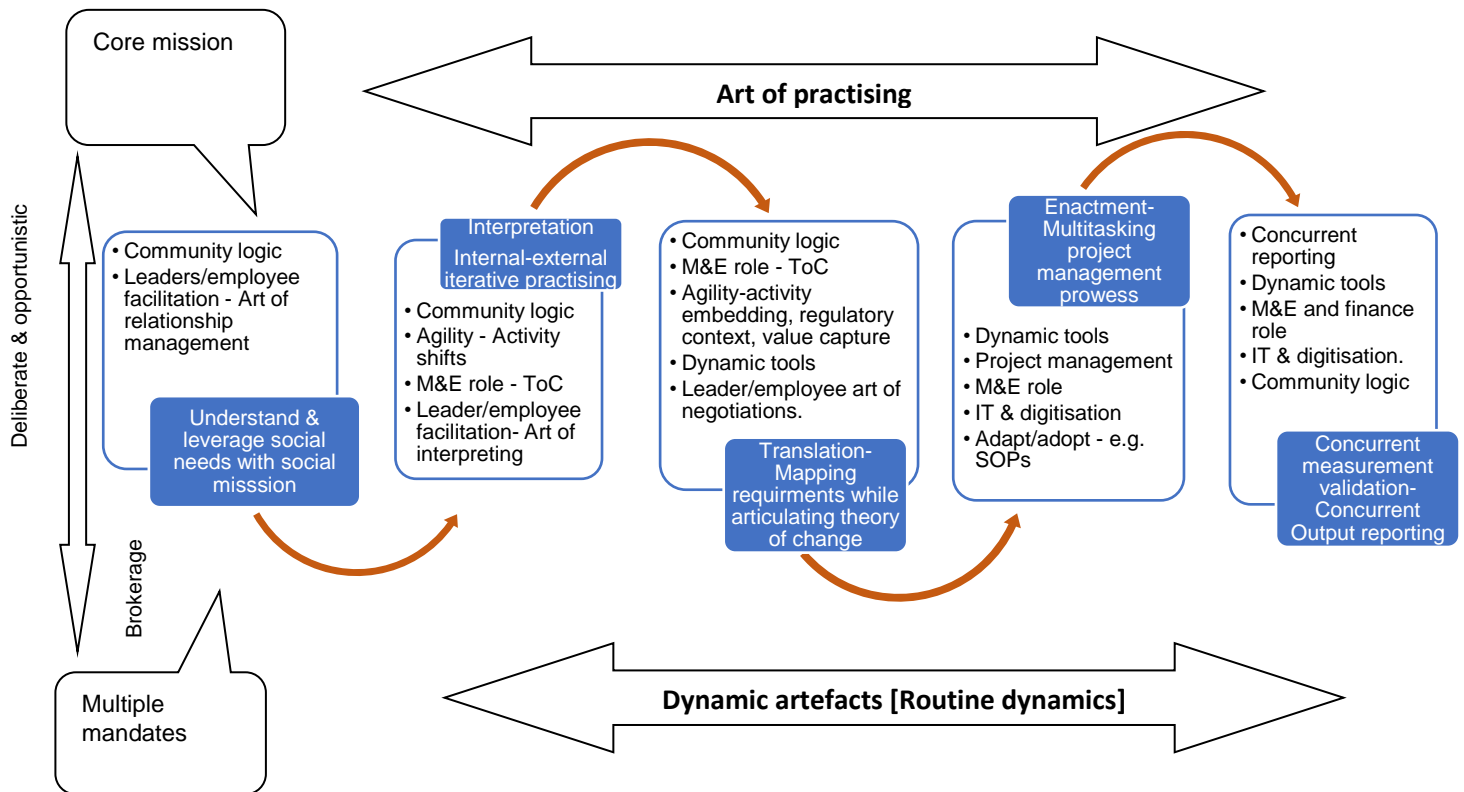 Core mission
Art of practising
Deliberate & opportunistic
Brokerage
Multiple
mandates
• Community logic
• Leaders/employee
facilitation - Art of
relationship
management
Understand &
leverage social
needs with social
misssion
Interpretation
Internal-external
iterative practising
• Community logic
• Agility - Activity
shifts
• M&E role - ToC
• Leader/employee
facilitation- Art of
interpreting
• Community logic
• M&E role - ToC
• Agility-activity
embedding, regulatory
context, value capture
• Dynamic tools
• Leader/employee art of
negotiations.
Translation-
Mapping
requirments while
articulating theory
of change
Enactment-
Multitasking
project
management
prowess
• Dynamic tools
• Project management
• M&E role
• IT & digitisation
• Adapt/adopt - e.g.
SOPs
• Concurrent
reporting
• Dynamic tools
• M&E and finance
role
• IT & digitisation.
• Community logic
Concurrent
measurement
validation-
Concurrent
Output reporting
Dynamic artefacts [Routine dynamics]